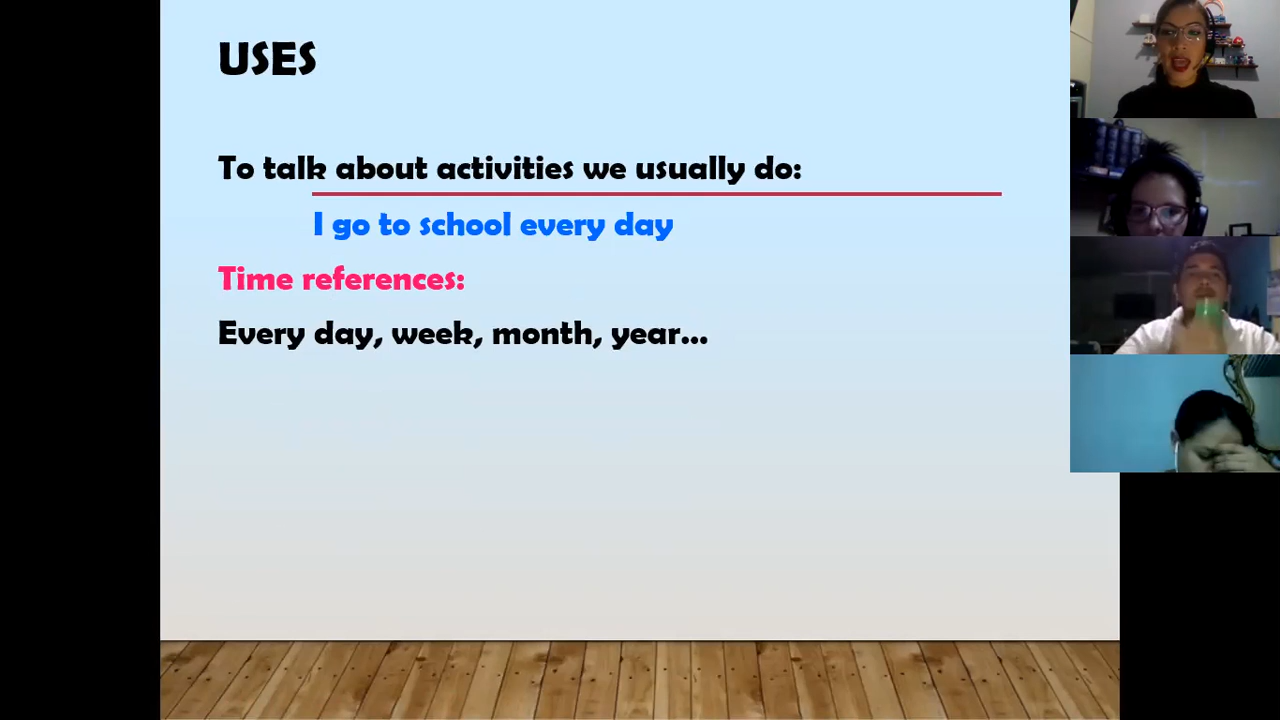 USES
To talk about activities we usually do:
I go to school every day
Time references:
Every day, week, month, year...